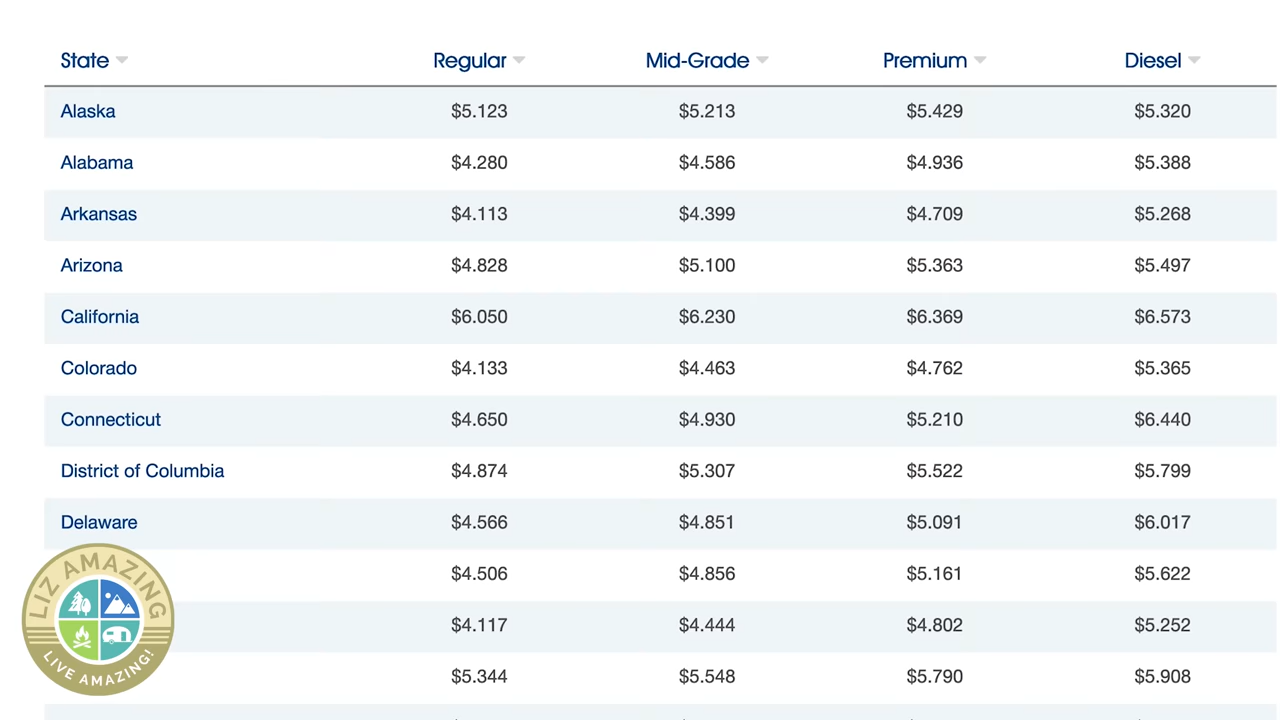 State Regular Mid-Grade Premium Diesel
Alaska $5.123 $5.213 $5.429 $5.320
Alabama $4.280 $4.586 $4.936 $5.388
Arkansas $4.113 $4.399 $4.709 $5.268
Arizona $4.828 $5.100 $5.363 $5.497
California $6.050 $6.230 $6.369 $6.573
Colorado $4.133 $4.463 $4.762 $5.365
Connecticut $4.650 $4.930 $5.210 $6.440
District of Columbia $4.874 $5.307 $5.522 $5.799
Delaware $4.566 $4.851 $5.091 $6.017
$4.506 $4.856 $5.161 $5.622
$4.117 $4.444 $4.802 $5.252
$5.344 $5.548 $5.790 $5.908
LIZ AMAZING
LIVE AMAZING!